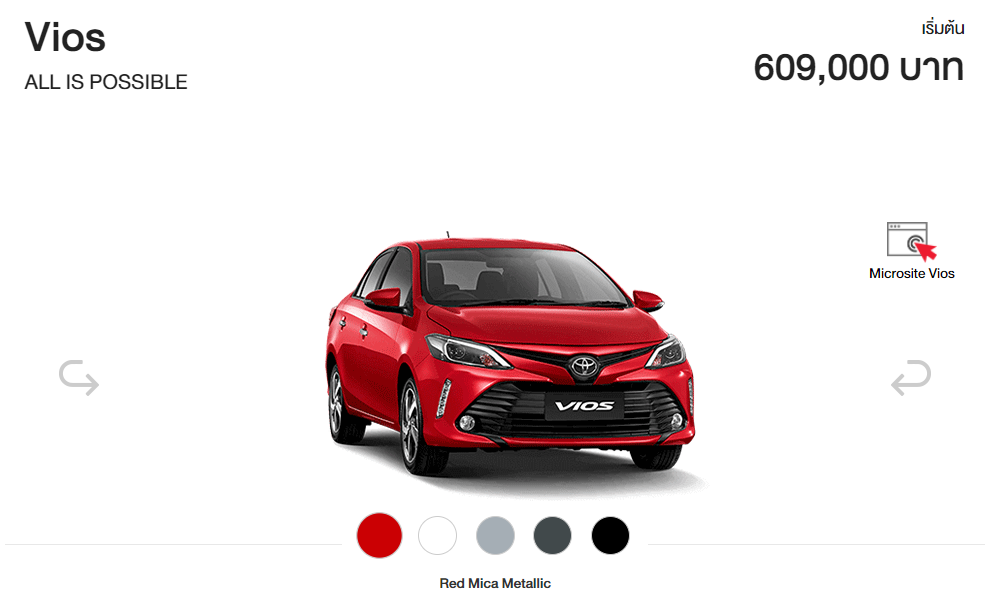 Vios
ALL IS POSSIBLE
เริ่มต้น
609,000 บาท
Microsite Vios
VIOS
Red Mica Metallic